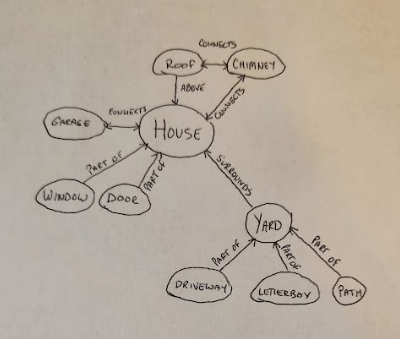 CONNECTS
ROOF
CHIMNEY
ABOVE
CONNECTS
CONNECTS
GARAGE
HOUSE
PART OF
PART OF
SURROUNDS
WINDOW
DOOR
YARD
PART OF
PART OF
PART OF
DRIVEWAY
LETTERBOX
PATH